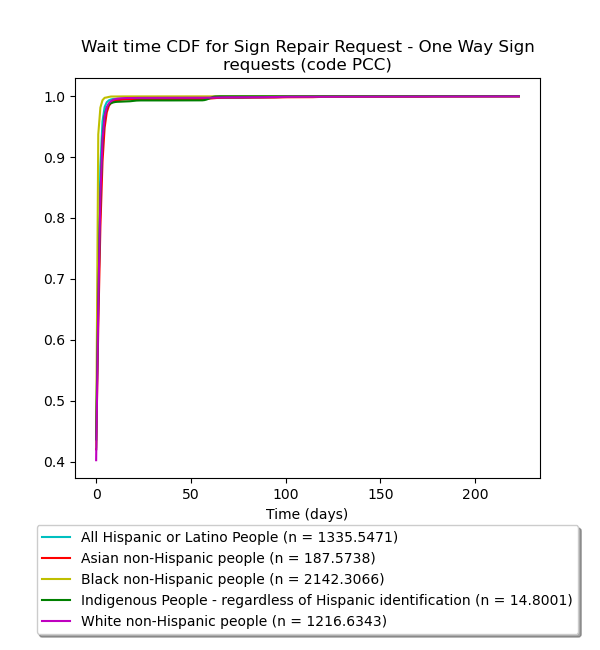 Wait time CDF for Sign Repair Request - One Way Sign
requests (code PCC)
1.0
0.9
0.8
0.7
0.6
0.5
0.4
0 50 100 150 200
Time (days)
All Hispanic or Latino People (n = 1335.5471)
Asian non-Hispanic people (n = 187.5738)
Black non-Hispanic people (n = 2142.3066)
Indigenous People - regardless of Hispanic identification (n = 14.8001)
White non-Hispanic people (n = 1216.6343)